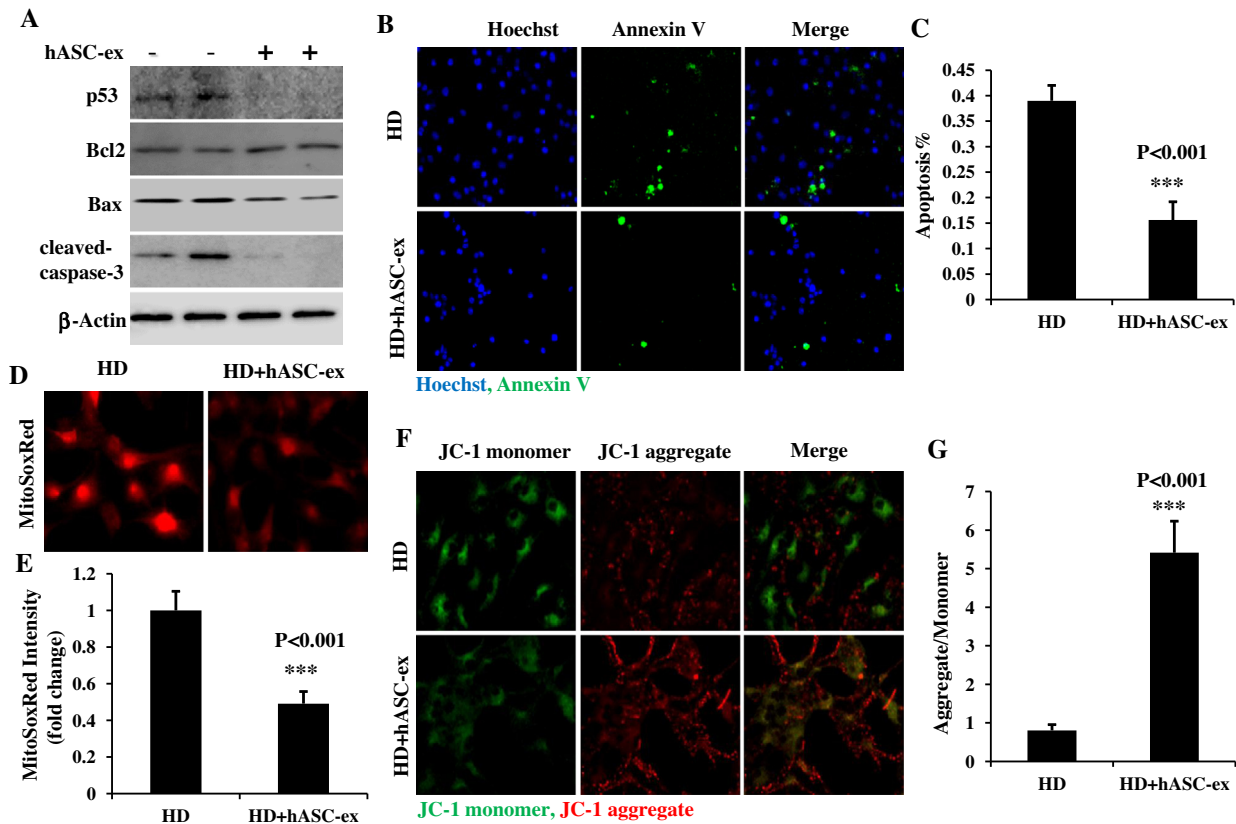 A
hASC-ex - - + +
p53
Bcl2
Bax
cleaved-
caspase-3
β-Actin
B
Hoechst Annexin V Merge
HD
HD+hASC-ex
Hoechst, Annexin V
C
Apoptosis %
0.45
0.4
0.35
0.3
0.25
0.2
0.15
0.1
0.05
0
P<0.001
***
HD HD+hASC-ex
D
HD HD+hASC-ex
MitoSoxRed
E
MitoSoxRed Intensity
(fold change)
1.2
1
0.8
0.6
0.4
0.2
0
P<0.001
***
HD HD+hASC-ex
F
JC-1 monomer JC-1 aggregate Merge
HD
HD+hASC-ex
JC-1 monomer, JC-1 aggregate
G
Aggregate/Monomer
7
6
5
4
3
2
1
0
P<0.001
***
HD HD+hASC-ex